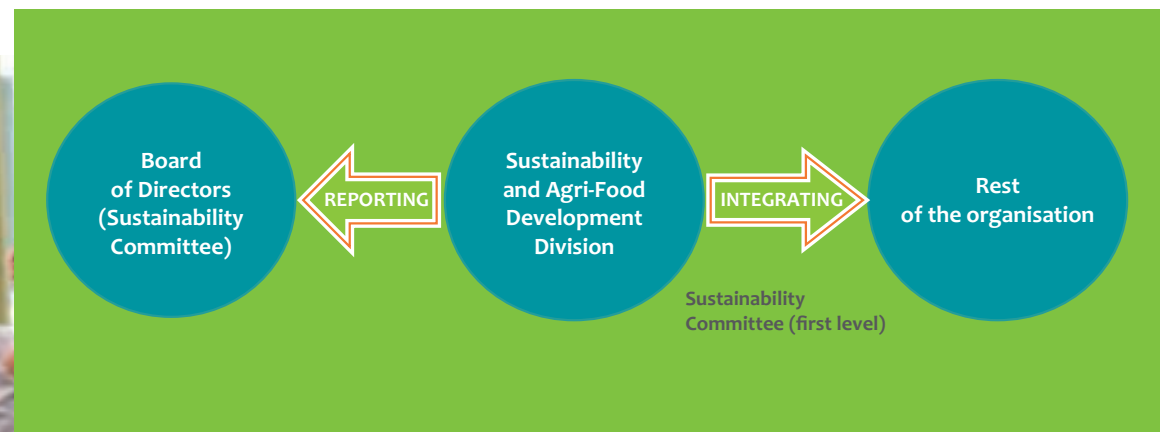 Board
of Directors
(Sustainability
Committee)
REPORTING
Sustainability
and Agri-Food
Development
Division
INTEGRATING
Rest
of the organisation
Sustainability
Committee (first level)